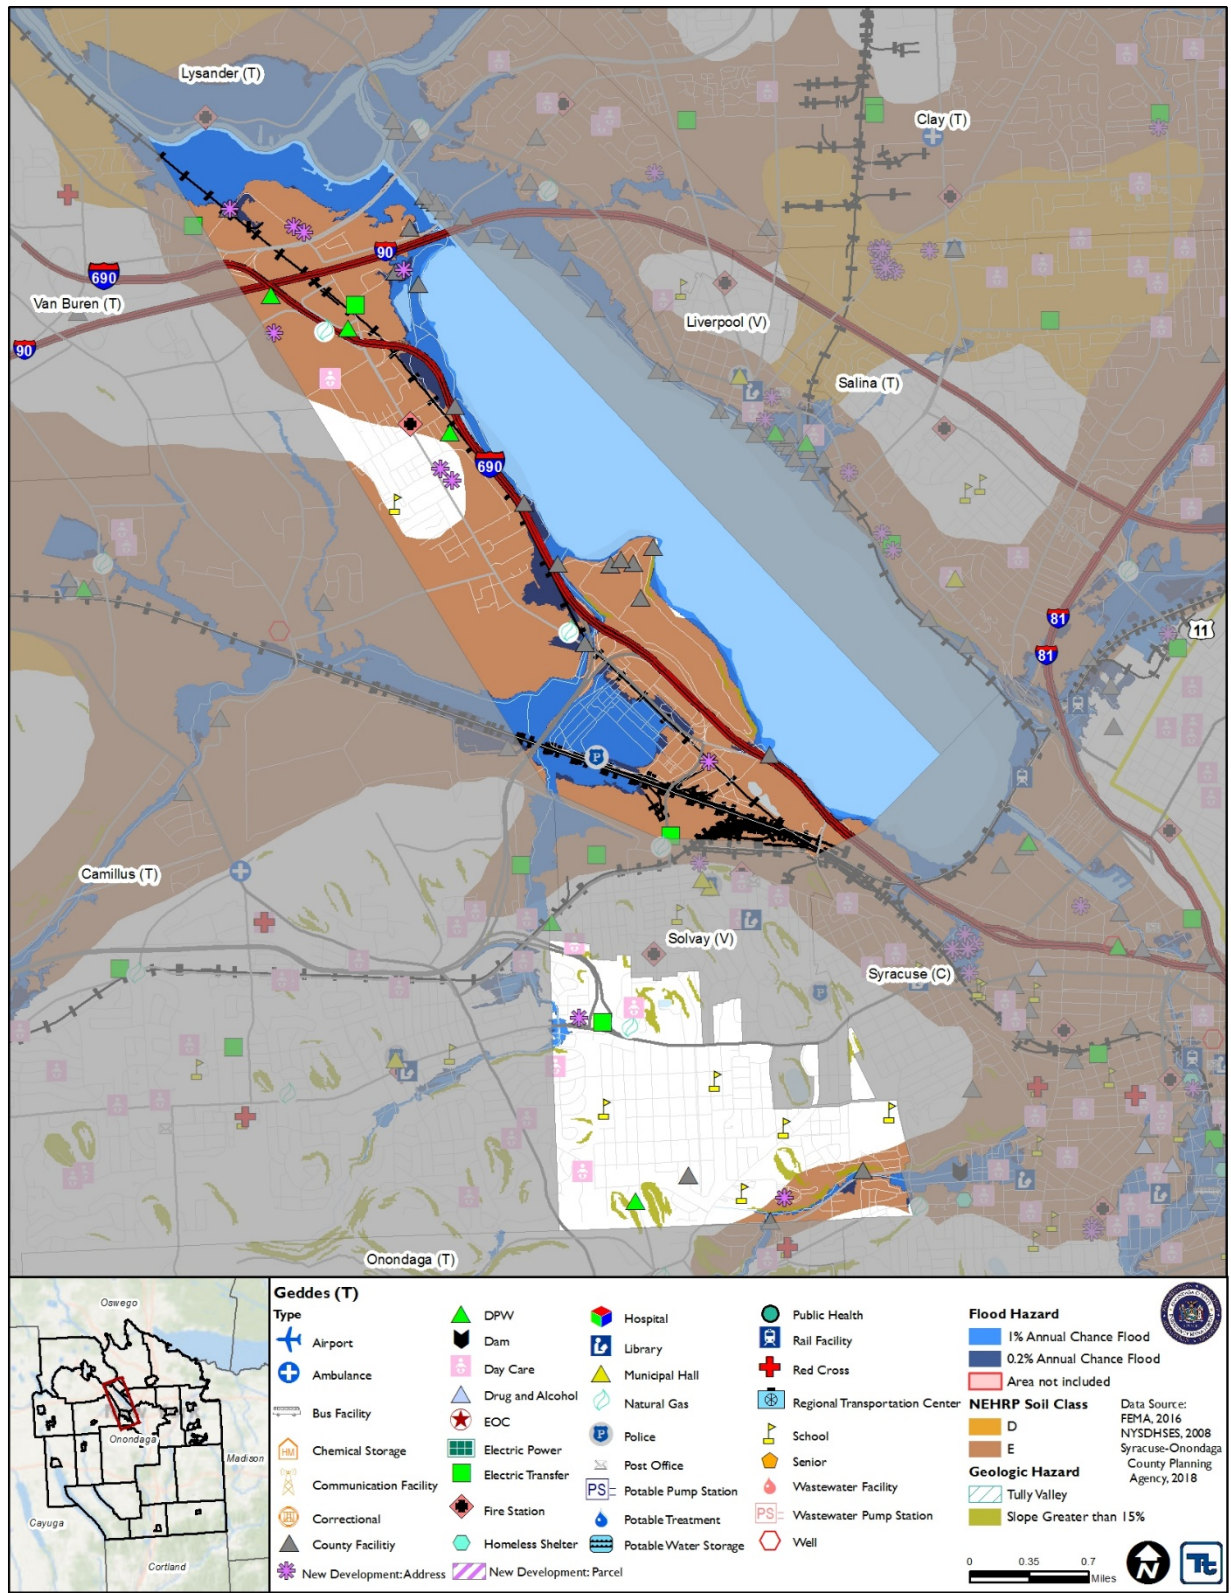 Lysander (T)
Clay (T)
90
690
Van Buren (T)
90
Liverpool (V)
Salina (T)
690
81
11
81
P
Camillus (T)
Solvay (V)
Syracuse (C)
Onondaga (T)
Oswego
Onondaga
Madison
Cayuga
Cortland
Geddes (T)
Type
Airport
Ambulance
Bus Facility
HM
Chemical Storage
Communication Facility
Correctional
County Facilitiy
New Development: Address
DPW
Dam
Day Care
Drug and Alcohol
EOC
Electric Power
Electric Transfer
Fire Station
Homeless Shelter
New Development: Parcel
Hospital
Library
Municipal Hall
Natural Gas
P
Police
Post Office
PS
Potable Pump Station
Potable Treatment
Potable Water Storage
Public Health
Rail Facility
Red Cross
Regional Transportation Center
School
Senior
Wastewater Facility
PS
Wastewater Pump Station
Well
Flood Hazard
1% Annual Chance Flood
0.2% Annual Chance Flood
Area not included
NEHRP Soil Class
D
E
Geologic Hazard
Tully Valley
Slope Greater than 15%
Data Source:
FEMA, 2016
NYSDHSES, 2008
Syracuse-Onondaga
County Planning
Agency, 2018
0 0.35 0.7
Miles
N
Tt